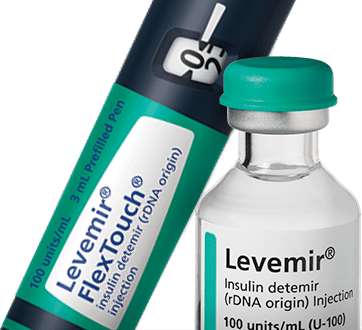 Levemir®
FlexTouch®
insulin detemir (rDNA origin)
injection
100 units/mL 3 mL Prefilled Pen
Levemir®
Insulin detemir
(rDNA origin) Injection
100 units/mL (U-100)